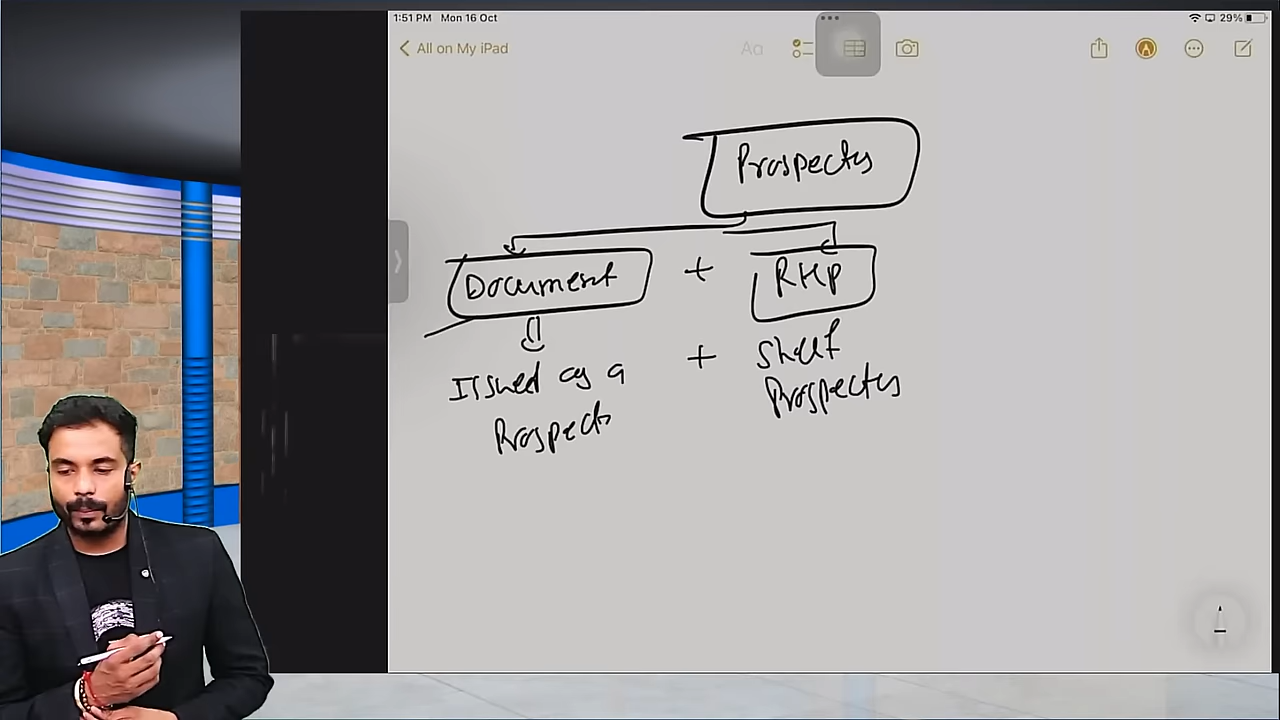 1:51 PM Mon 16 Oct
29%
All on My iPad
Aa
Prospectus
Document + RHP
Issued as a + Shelf
Prospectus
Prospects